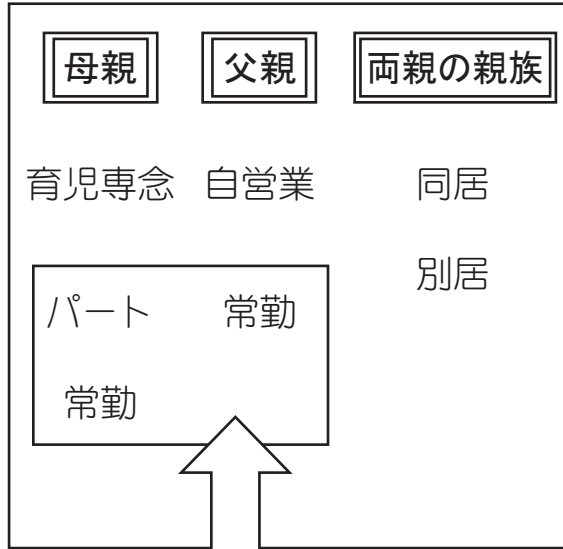 母親 父親 両親の親族
育児専念 自営業 同居
別居
パート 常勤
常勤